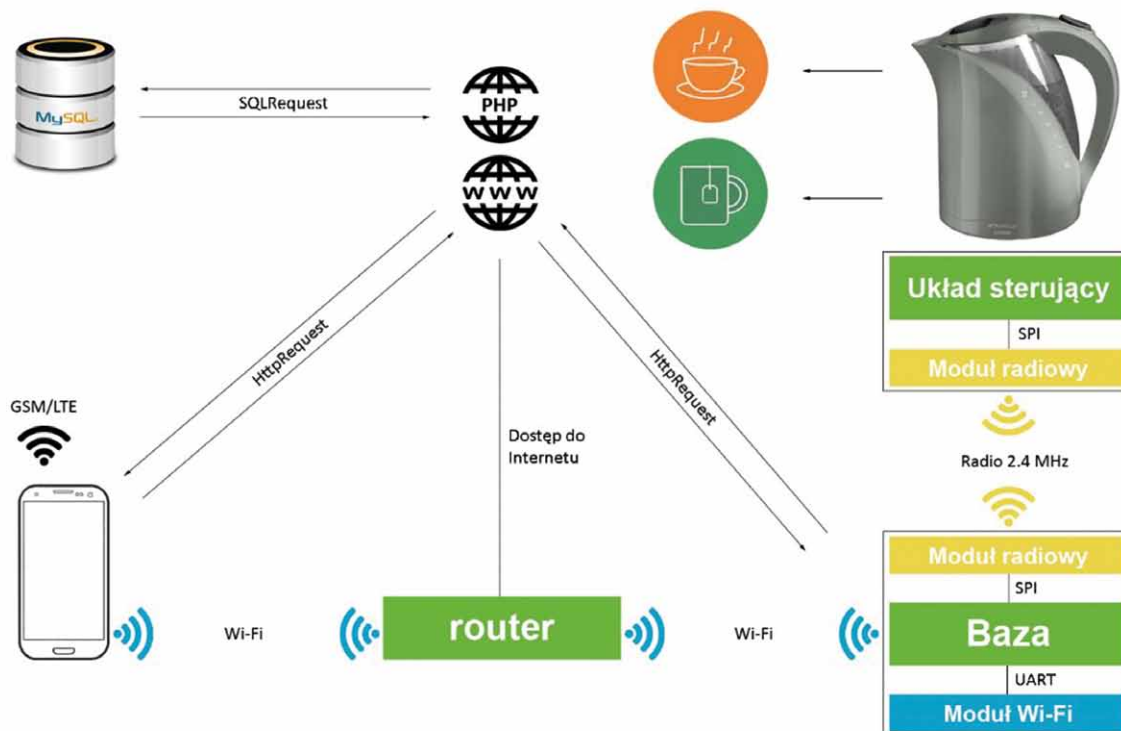 MySQL
SQLRequest
PHP
WWW
HttpRequest
HttpRequest
GSM/LTE
Dostęp do
Internetu
Wi-Fi
router
Wi-Fi
Układ sterujący
SPI
Moduł radiowy
Radio 2.4 MHz
Moduł radiowy
SPI
Baza
UART
Moduł Wi-Fi